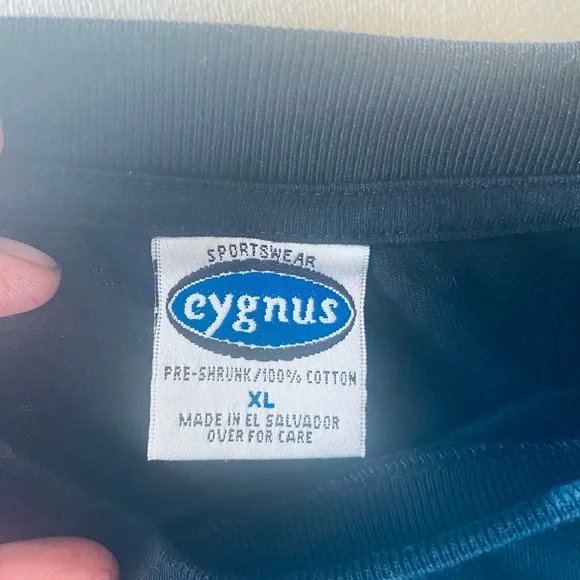 SPORTSWEAR
cygnus
PRE-SHRUNK/100% COTTON
XL
MADE IN EL SALVADOR
OVER FOR CARE